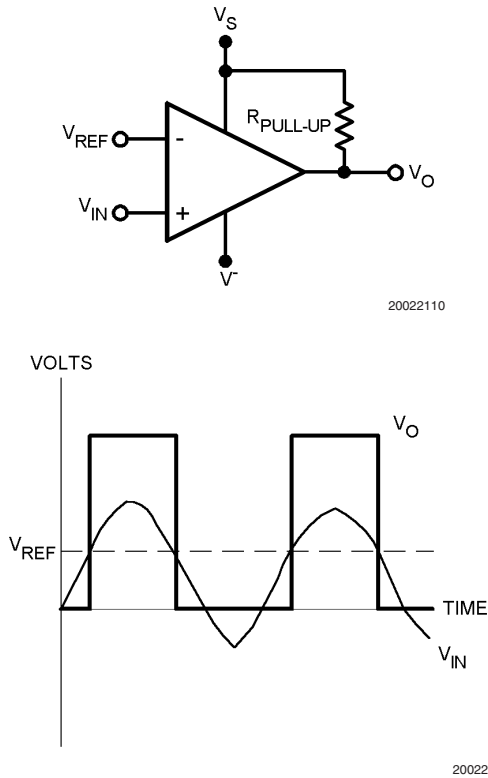 VS
RPULL-UP
VREF
-
VO
VIN
+
V-
20022110
VOLTS
VO
VREF
TIME
VIN
20022